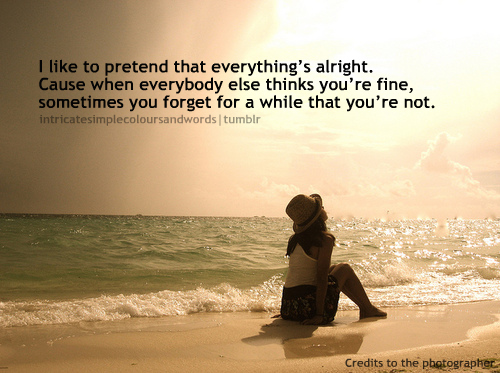 I like to pretend that everything's alright.
Cause when everybody else thinks you're fine,
sometimes you forget for a while that you're not.
intricatesimplecoloursandwords|tumblr
Credits to the photographer